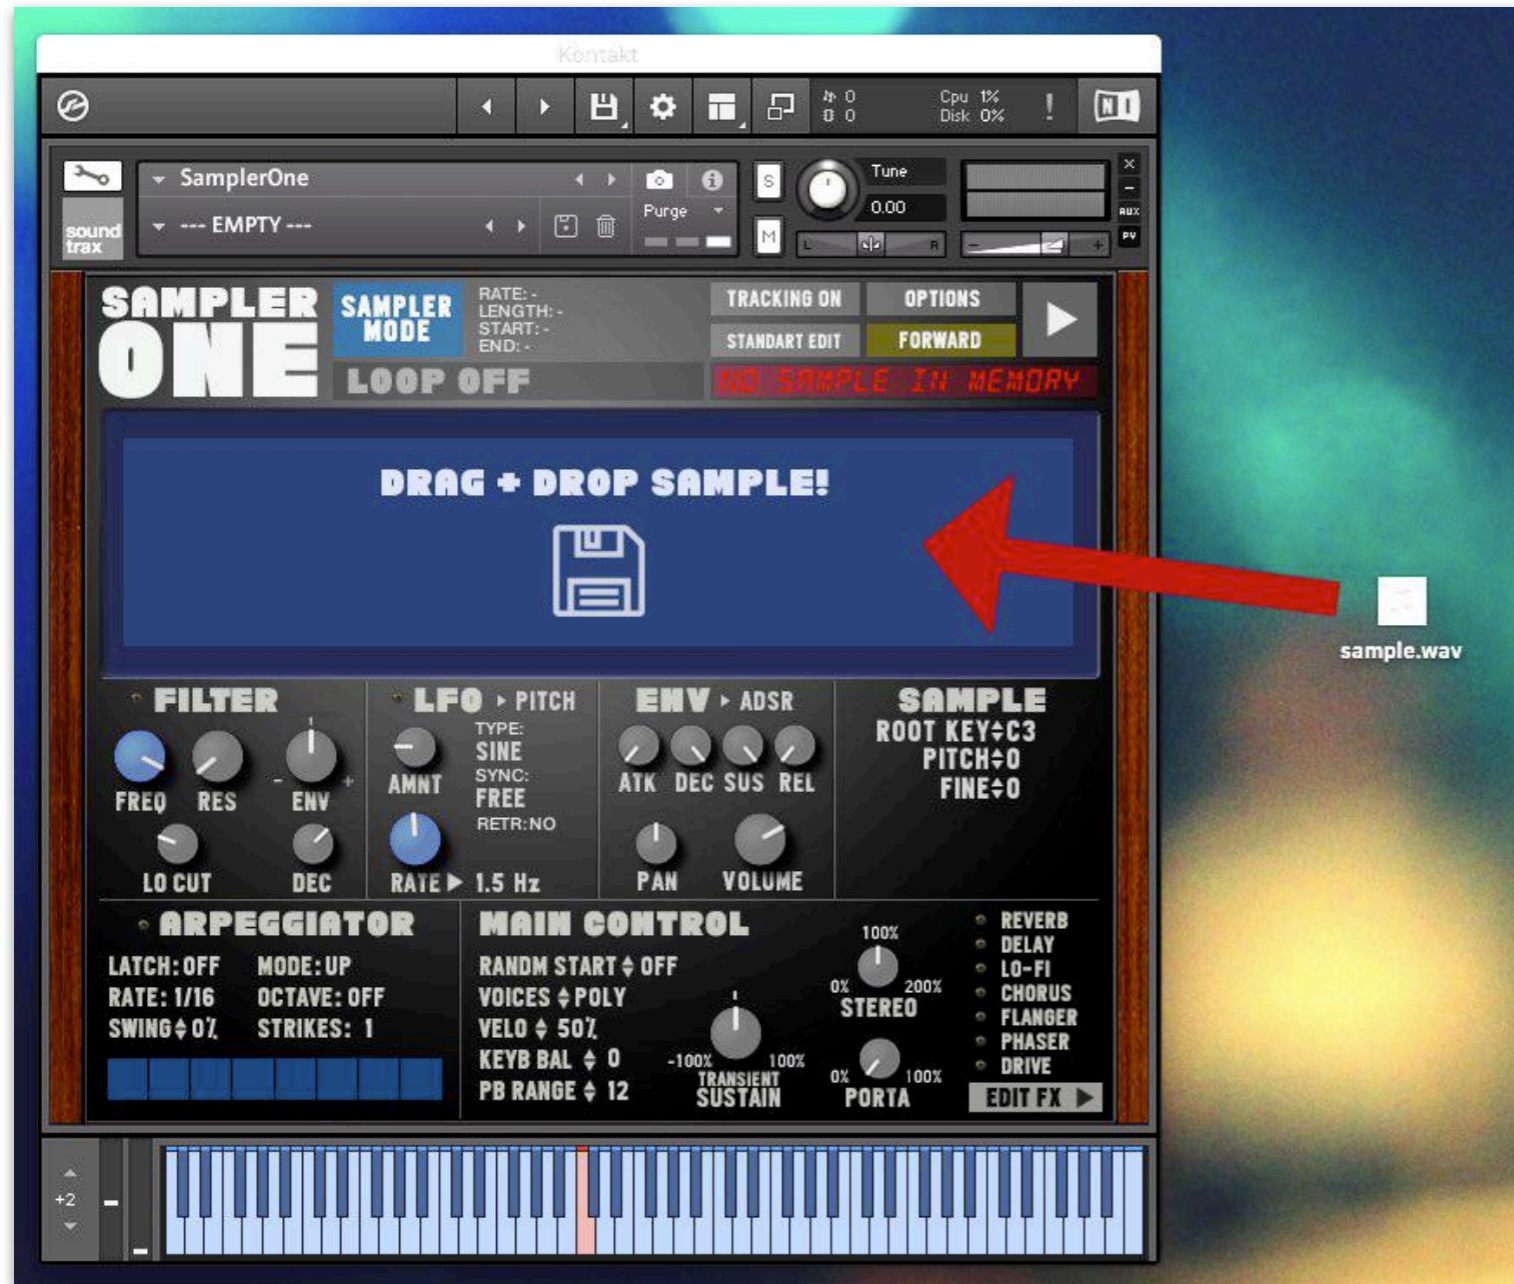 Kontakt
0
0
Cpu 1%
Disk 0%
!
NI
SamplerOne
Purge
S
M
Tune
0.00
L
R
-
+
×
-
AUX
PV
sound
trax
--- EMPTY ---
SAMPLER
ONE
SAMPLER
MODE
RATE: -
LENGTH: -
START: -
END: -
TRACKING ON
OPTIONS
STANDART EDIT
FORWARD
LOOP OFF
NO SAMPLE IN MEMORY
DRAG + DROP SAMPLE!
sample.wav
FILTER
FREQ
RES
-
+
ENV
LO CUT
DEC
LFO
PITCH
AMNT
TYPE:
SINE
SYNC:
FREE
RETR:NO
RATE
1.5 Hz
ENV
ADSR
ATK
DEC
SUS
REL
PAN
VOLUME
SAMPLE
ROOT KEY C3
PITCH 0
FINE 0
ARPEGGIATOR
LATCH: OFF
MODE: UP
RATE: 1/16
OCTAVE: OFF
SWING 0%
STRIKES: 1
MAIN CONTROL
RANDM START OFF
VOICES POLY
VELO 50%
KEYB BAL 0
PB RANGE 12
-100%
100%
TRANSIENT
SUSTAIN
100%
0%
200%
STEREO
0%
100%
PORTA
REVERB
DELAY
LO-FI
CHORUS
FLANGER
PHASER
DRIVE
EDIT FX
+2